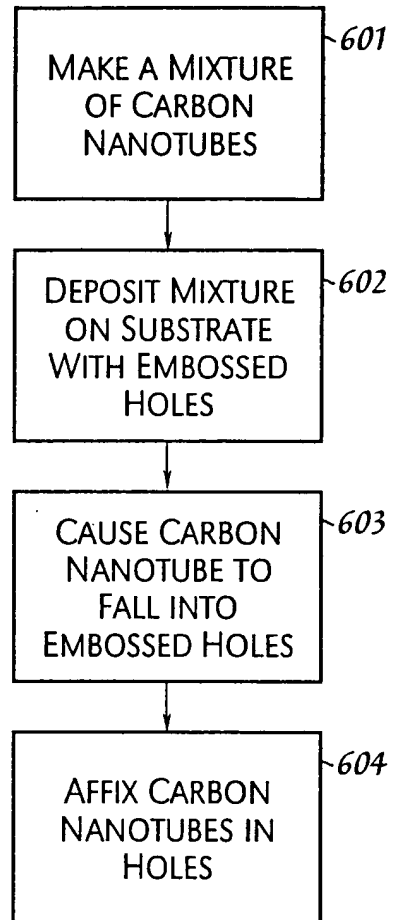 601
MAKE A MIXTURE
OF CARBON
NANOTUBES
602
DEPOSIT MIXTURE
ON SUBSTRATE
WITH EMBOSSED
HOLES
603
CAUSE CARBON
NANOTUBE TO
FALL INTO
EMBOSSED HOLES
604
AFFIX CARBON
NANOTUBES IN
HOLES